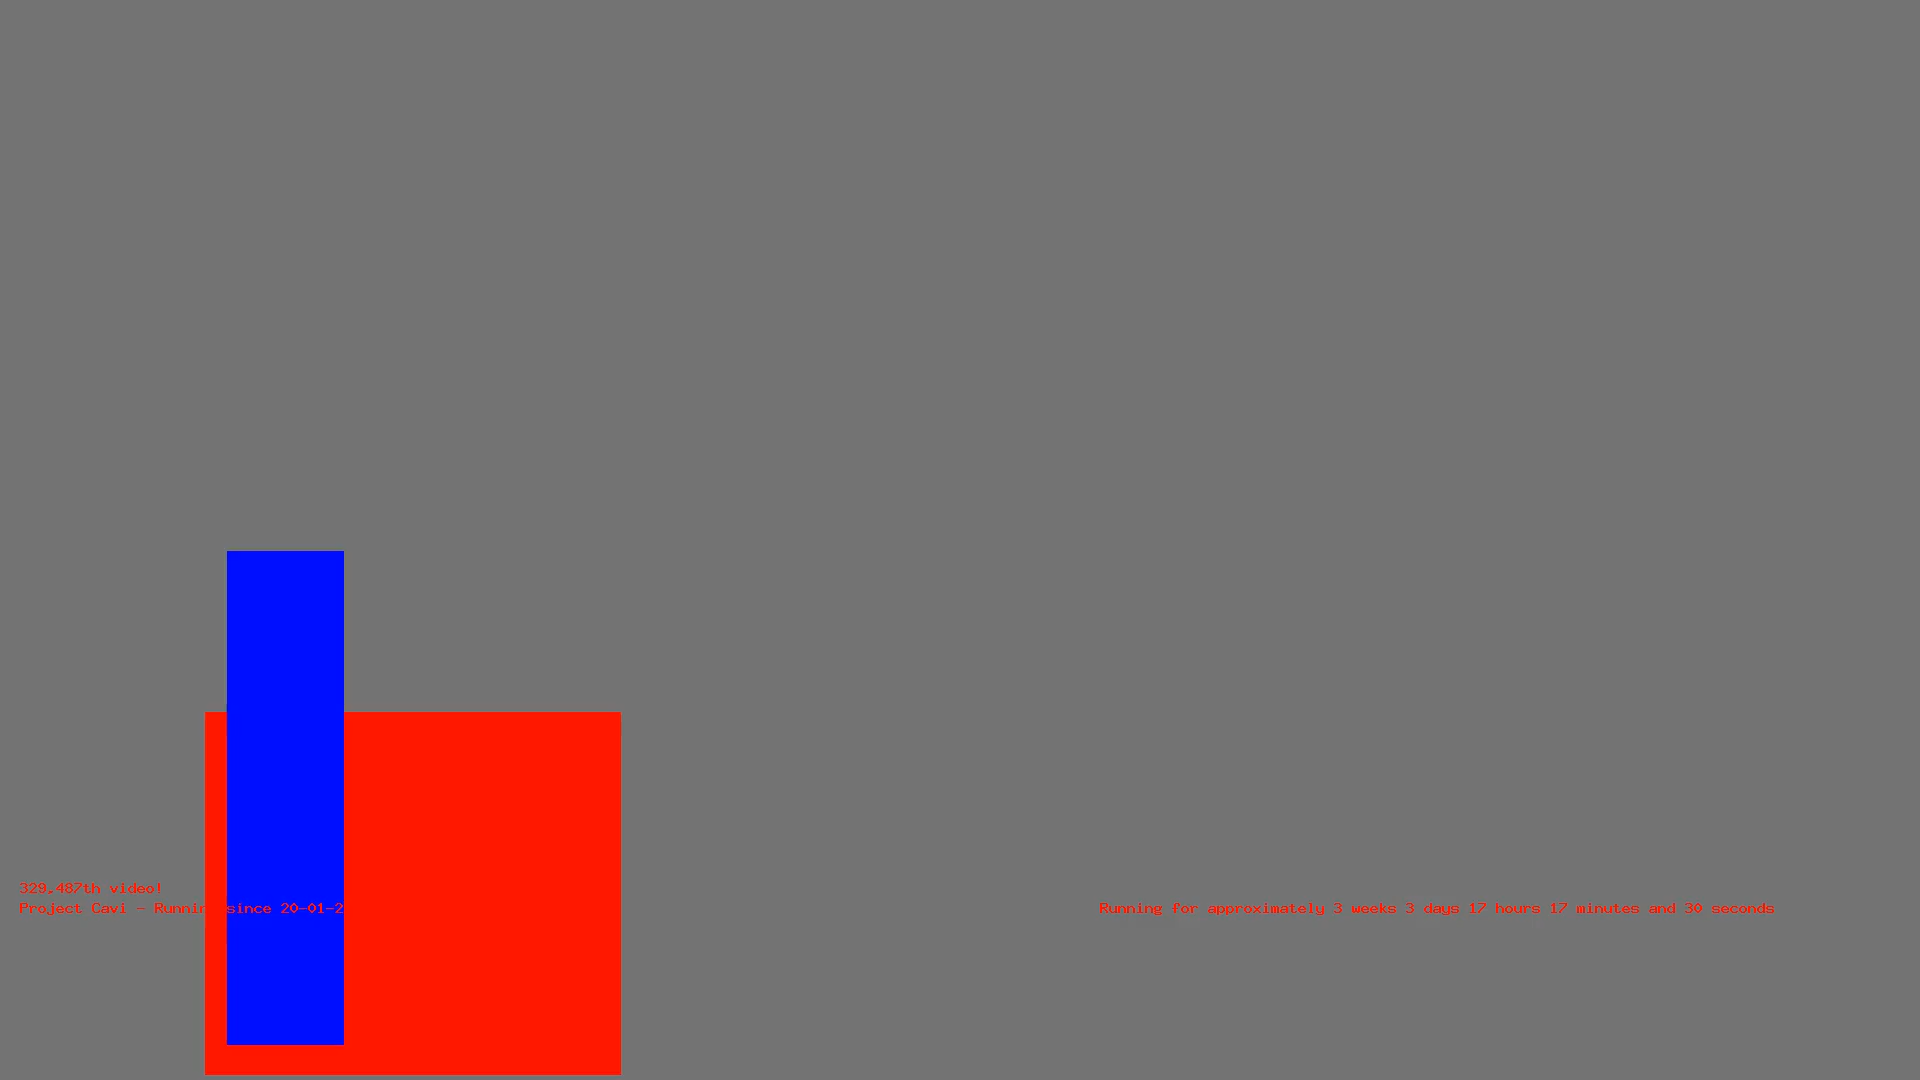 329.487th video!
Project Cavi - Runnin since 20-01-2
Running for approximately 3 weeks 3 days 17 hours 17 minutes and 30 seconds